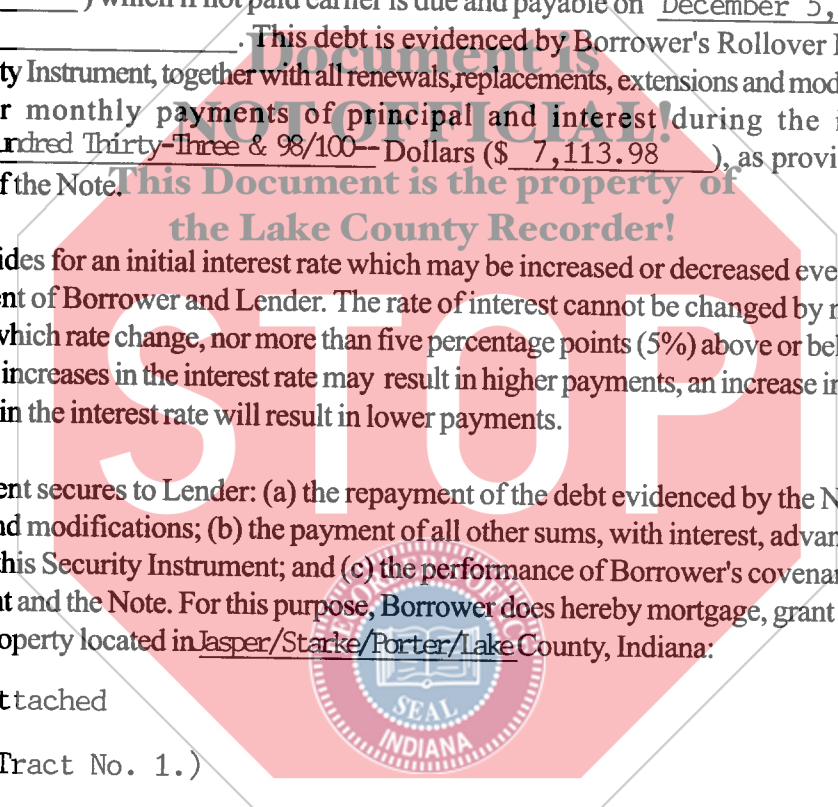 ) which if not paid earlier is due and payable on December 5,
. This debt is evidenced by Borrower's Rollover
ty Instrument, together with all renewals, replacements, extensions and mod
r monthly payments of principal and interest during the
undred Thirty-Three & 98/100-- Dollars ($ 7,113.98 ), as provi
f the Note.
Document is
NOT OFFICIAL!
This Document is the property of
the Lake County Recorder!
ides for an initial interest rate which may be increased or decreased eve
nt of Borrower and Lender. The rate of interest cannot be changed by
which rate change, nor more than five percentage points (5%) above or bel
increases in the interest rate may result in higher payments, an increase in
in the interest rate will result in lower payments.
STOP
ent secures to Lender: (a) the repayment of the debt evidenced by the N
nd modifications; (b) the payment of all other sums, with interest, advan
this Security Instrument; and (c) the performance of Borrower's covenan
t and the Note. For this purpose, Borrower does hereby mortgage, grant
operty located in Jasper/Starke/Porter/Lake County, Indiana:
SEAL
INDIANA
ttached
Tract No. 1.)